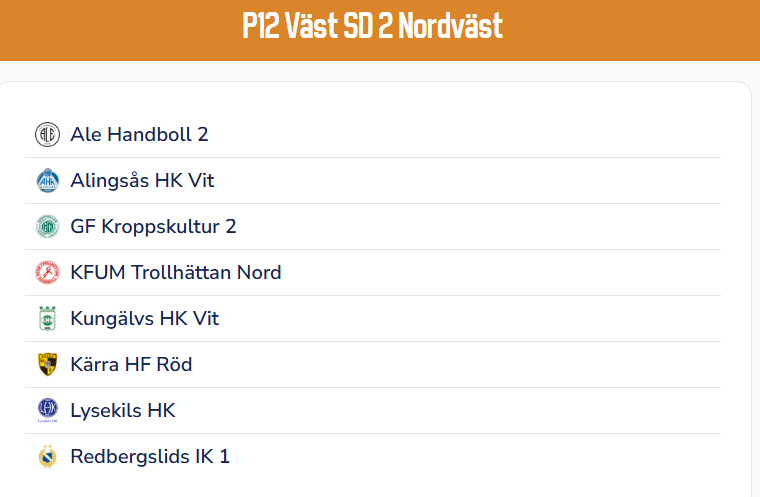 P12 Väst SD 2 Nordväst
Ale Handboll 2
Alingsås HK Vit
GF Kroppskultur 2
KFUM Trollhättan Nord
Kungälvs HK Vit
Kärra HF Röd
Lysekils HK
Redbergslids IK 1